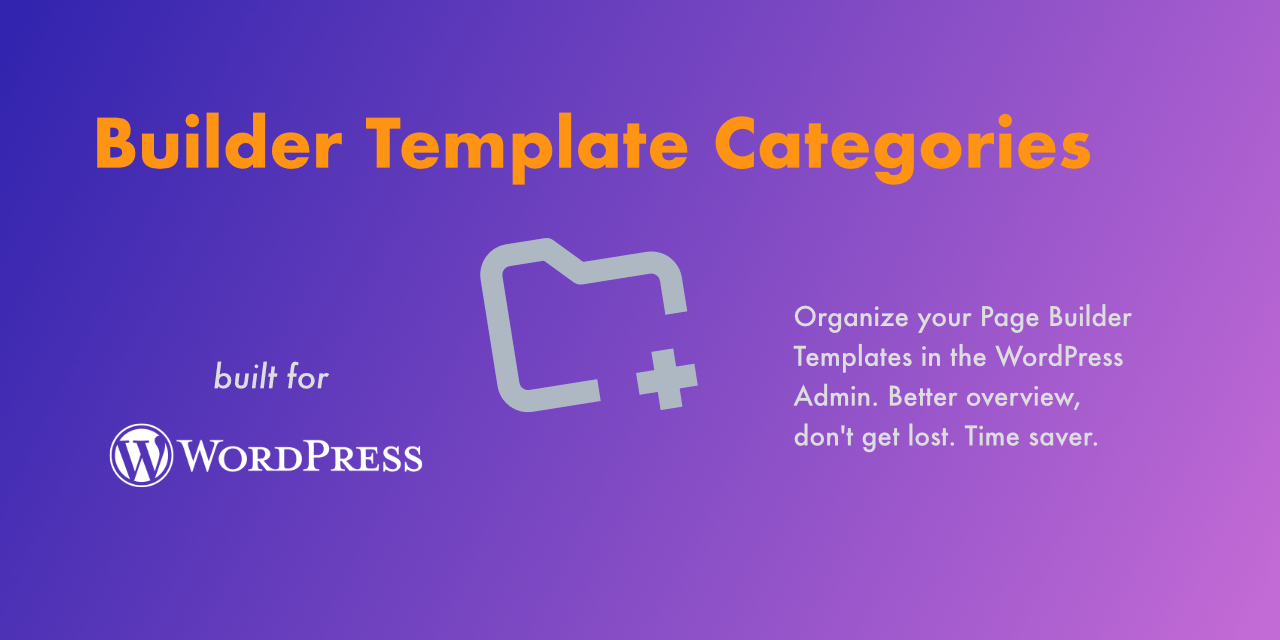 Builder Template Categories
built for
WORDPRESS
Organize your Page Builder
Templates in the WordPress
Admin. Better overview,
don't get lost. Time saver.